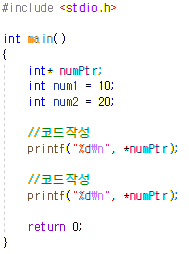 #include <stdio.h>
int main()
{
int* numPtr;
int num1 = 10;
int num2 = 20;
//코드작성
printf("%d₩n", *numPtr);
//코드작성
printf("%d₩n", *numPtr);
return 0;
}